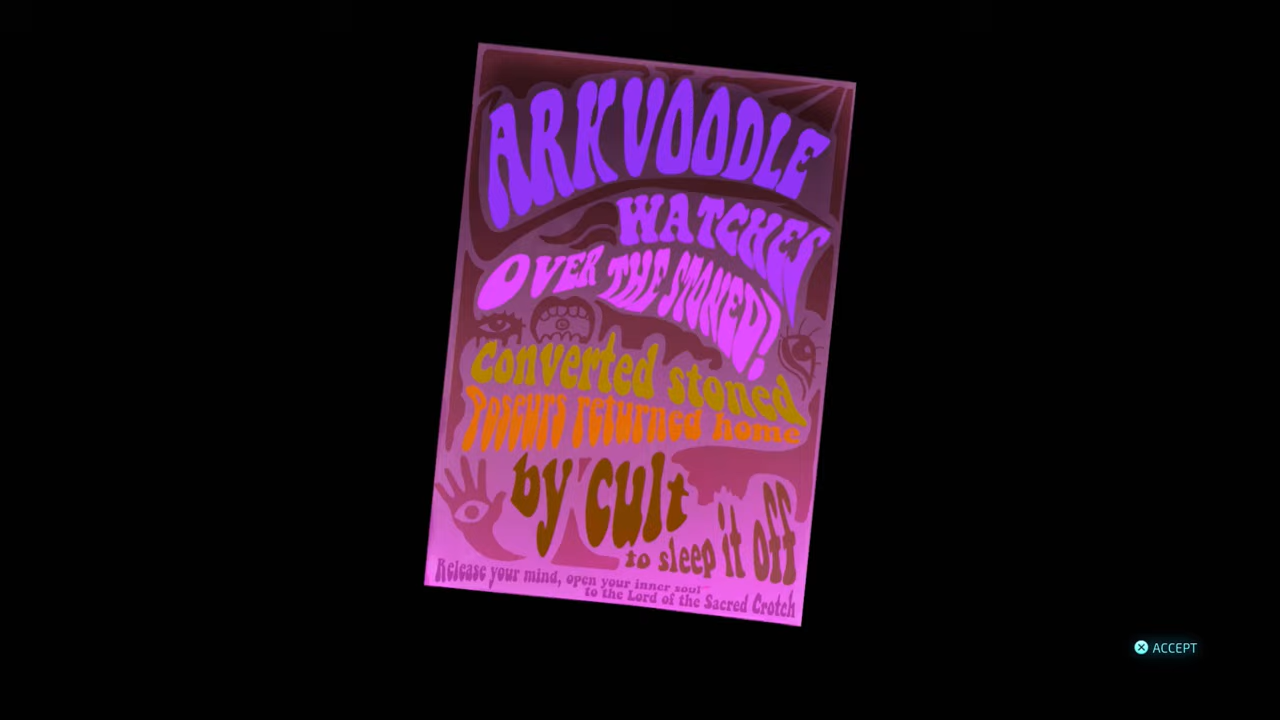 ARKVOODLE
WATCHES
OVER THE STONED!
converted stoned
Poseurs returned home
by cult
to sleep it off
Release your mind, open your inner soul
to the Lord of the Sacred Crotch
ACCEPT